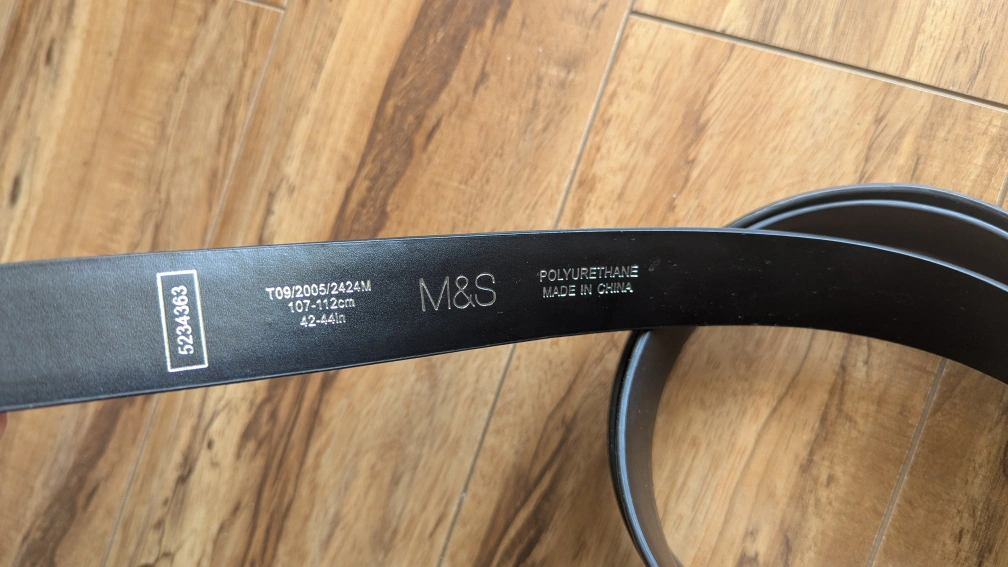 5234363
T09/2005/2424M
107-112cm
42-44in
M&S
POLYURETHANE
MADE IN CHINA